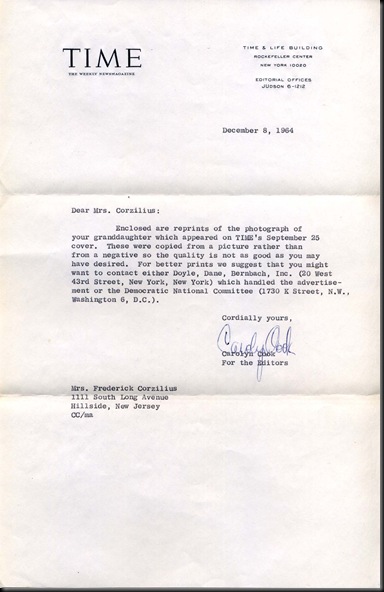 TIME
THE WEEKLY NEWSMAGAZINE
TIME & LIFE BUILDING
ROCKEFELLER CENTER
NEW YORK 10020
EDITORIAL OFFICES
JUDSON 6-1212
December 8, 1964
Dear Mrs. Corzilius:
Enclosed are reprints of the photograph of
your granddaughter which appeared on TIME's September 25
cover. These were copied from a picture rather than
from a negative so the quality is not as good as you may
have desired. For better prints we suggest that you might
want to contact either Doyle, Dane, Bernbach, Inc. (20 West
43rd Street, New York, New York) which handled the advertise-
ment or the Democratic National Committee (1730 K Street, N.W.,
Washington 6, D.C.).
Cordially yours,
Carolyn Cook
Carolyn Cook
For the Editors
Mrs. Frederick Corzilius
1111 South Long Avenue
Hillside, New Jersey
CC/ma